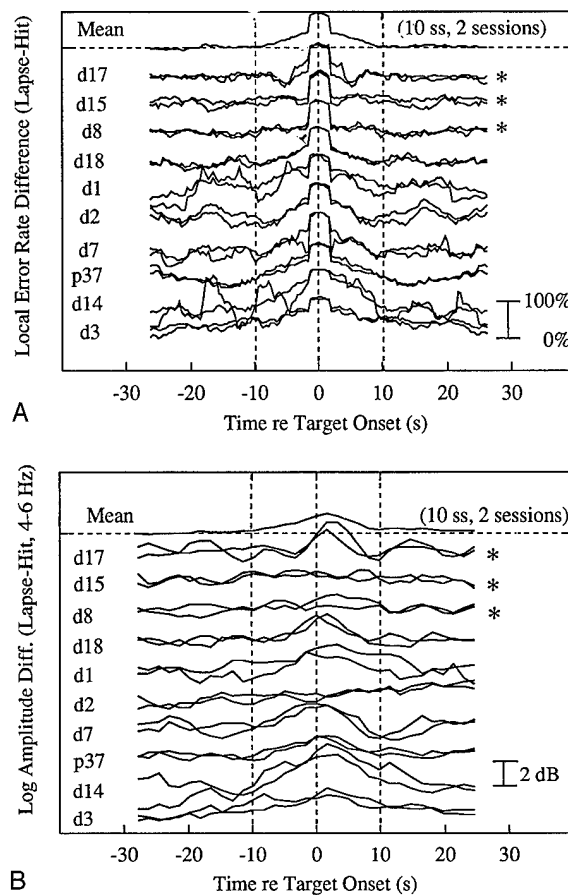 Local Error Rate Difference (Lapse-Hit)
Mean (10 ss, 2 sessions)
d17 *
d15 *
d8 *
d18
d1
d2
d7
p37
d14
d3
100%
0%
-30 -20 -10 0 10 20 30
Time re Target Onset (s)
A
Log Amplitude Diff. (Lapse-Hit, 4-6 Hz)
Mean (10 ss, 2 sessions)
d17 *
d15 *
d8 *
d18
d1
d2
d7
p37
d14
d3
2 dB
-30 -20 -10 0 10 20 30
Time re Target Onset (s)
B